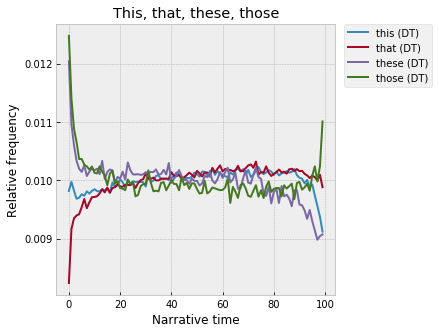 This, that, these, those
this (DT)
that (DT)
these (DT)
those (DT)
0.012
0.011
0.010
0.009
Relative frequency
0 20 40 60 80 100
Narrative time